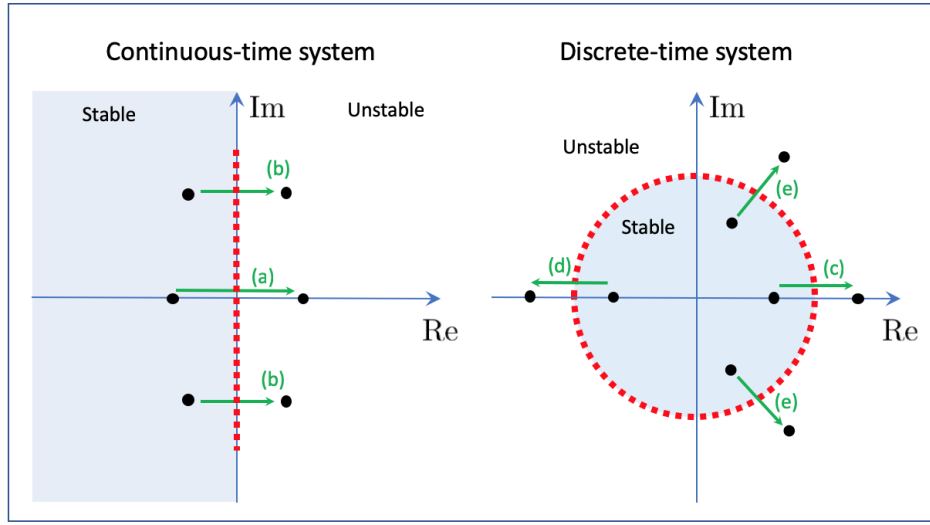 Continuous-time system
Stable
Im
Unstable
(b)
(a)
Re
(b)
Discrete-time system
Im
Unstable
(e)
Stable
(d)
(c)
Re
(e)